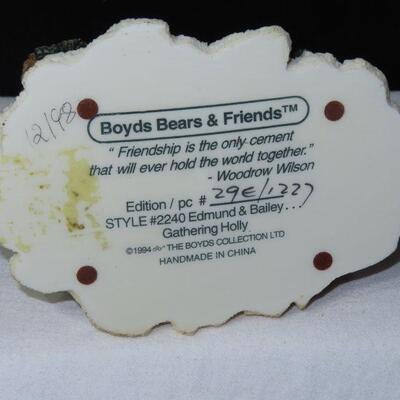 12/98
Boyds Bears & Friends™
" Friendship is the only cement
that will ever hold the world together."
- Woodrow Wilson
Edition / pc # 29E/1227
STYLE #2240 Edmund & Bailey...
Gathering Holly
©1994 THE BOYDS COLLECTION LTD
HANDMADE IN CHINA